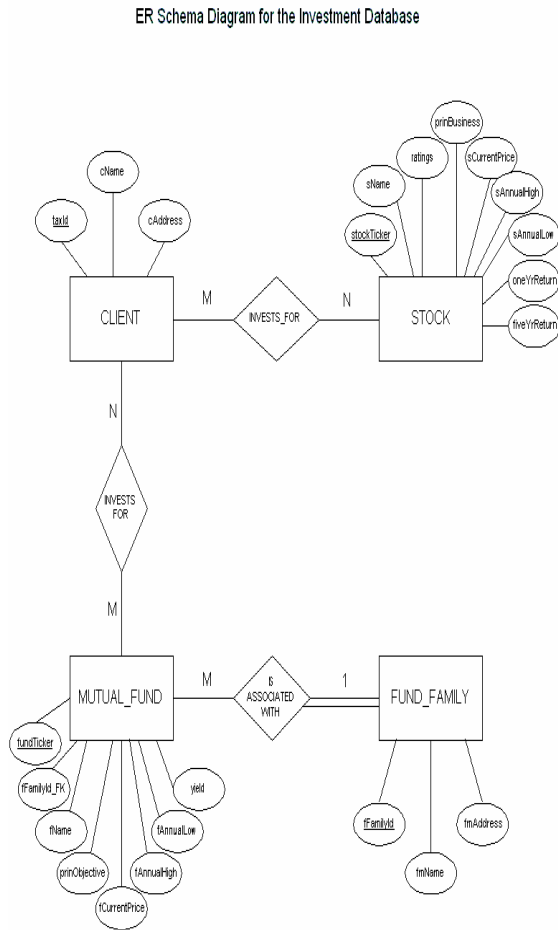 ER Schema Diagram for the Investment Database
prinBusiness
ratings
sCurrentPrice
cName
sName
sAnnualHigh
taxId
cAddress
stockTicker
sAnnualLow
oneYrReturn
CLIENT
M
INVESTS_FOR
N
STOCK
fiveYrReturn
N
INVESTS
FOR
M
MUTUAL_FUND
M
IS
ASSOCIATED
WITH
1
FUND_FAMILY
fundTicker
fFamilyId_FK
yield
fName
fAnnualLow
fFamilyId
fmAddress
prinObjective
fAnnualHigh
fmName
fCurrentPrice